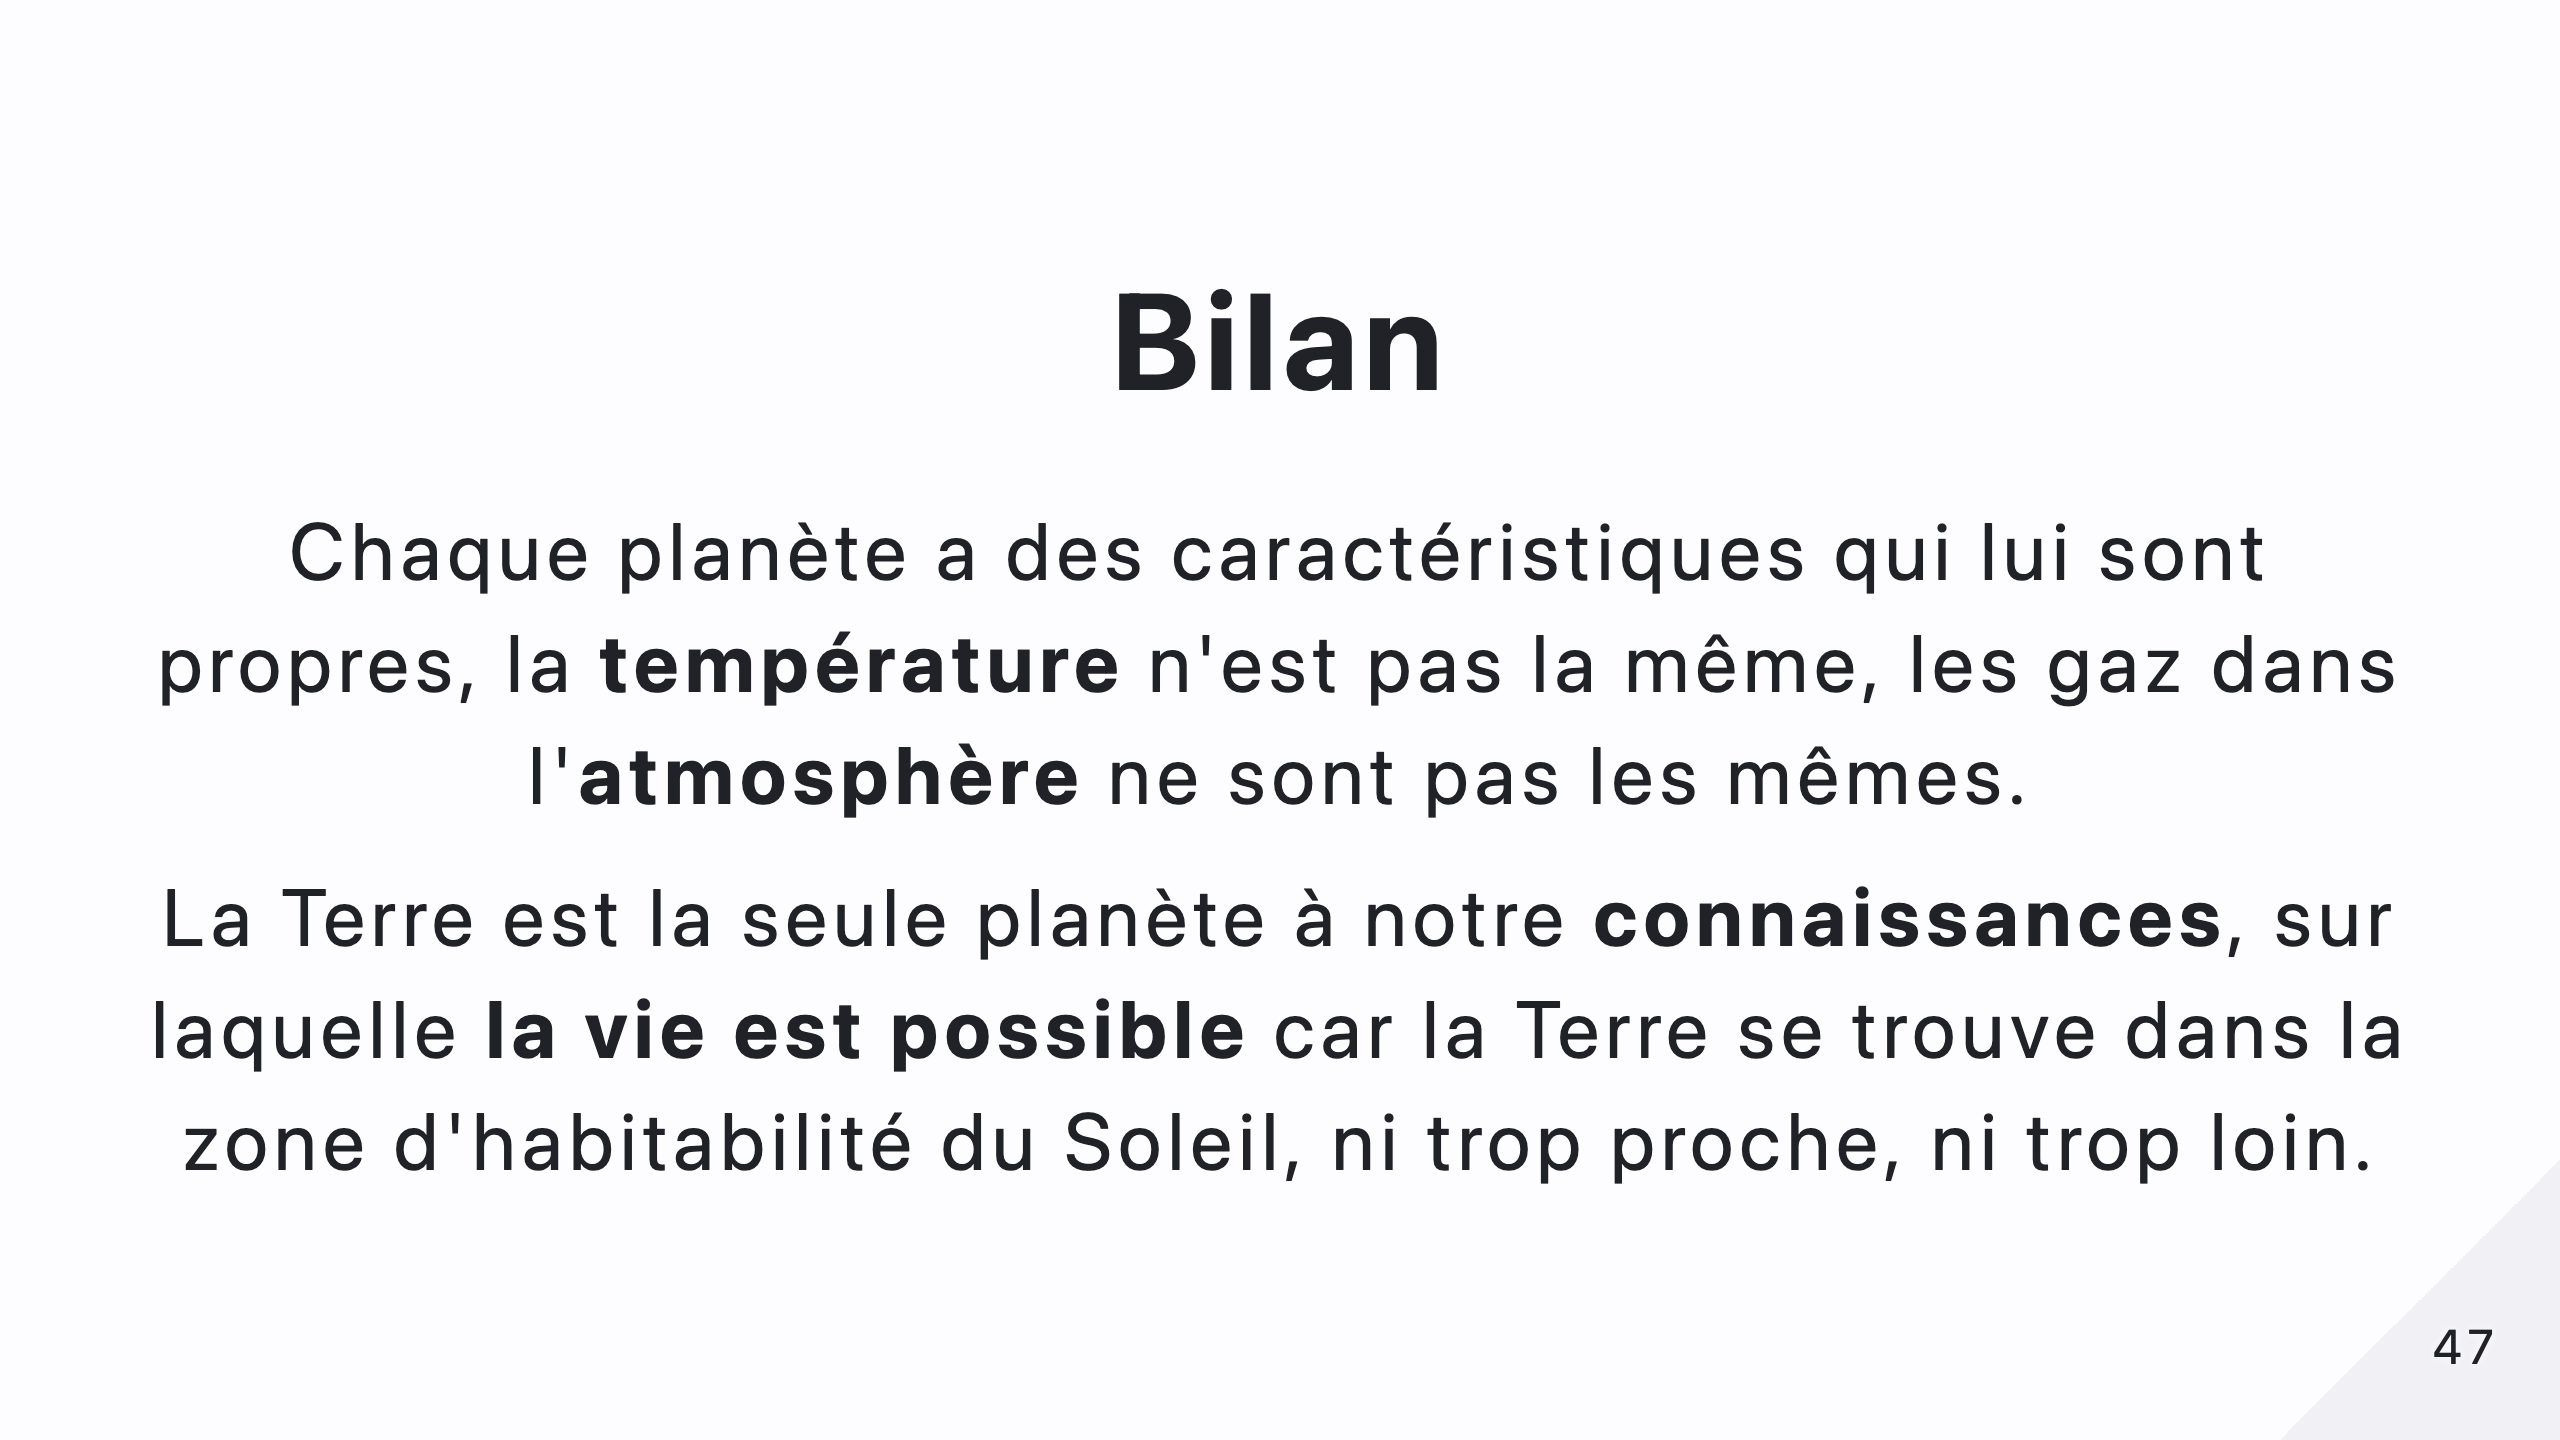 Bilan
Chaque planète a des caractéristiques qui lui sont
propres, la température n'est pas la même, les gaz dans
l'atmosphère ne sont pas les mêmes.
La Terre est la seule planète à notre connaissances, sur
laquelle la vie est possible car la Terre se trouve dans la
zone d'habitabilité du Soleil, ni trop proche, ni trop loin.
47